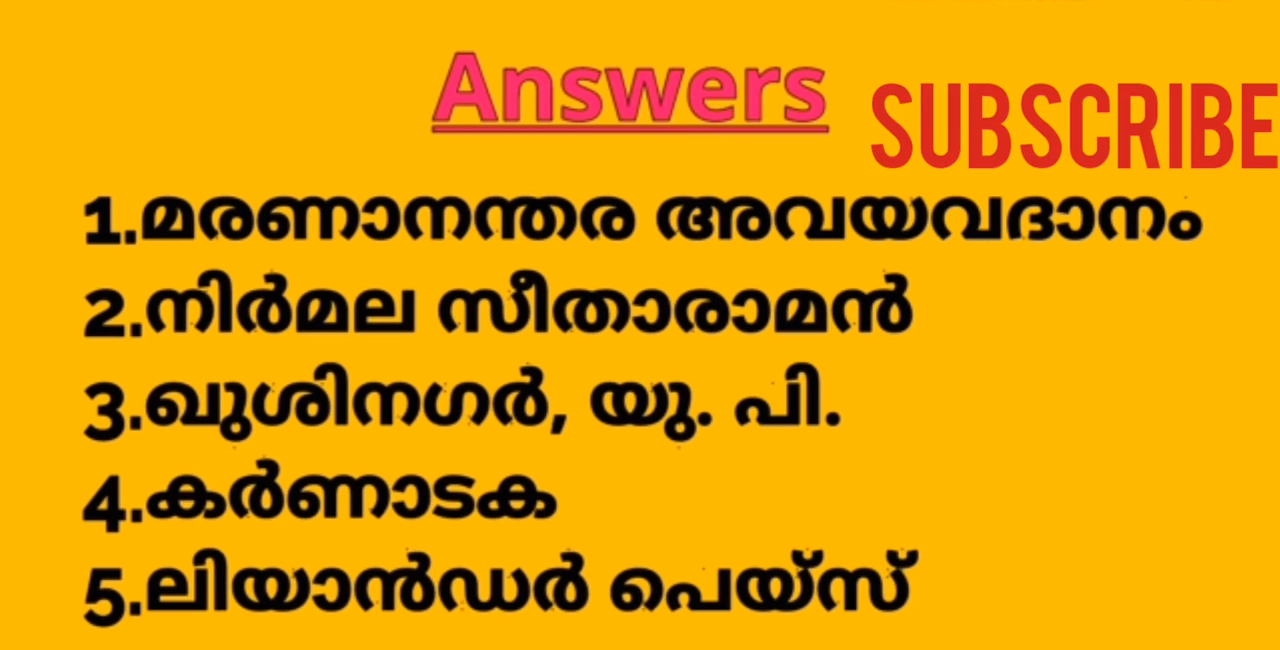 Answers
SUBSCRIBE
1.മരണാനന്തര അവയവദാനം
2.നിർമല സീതാരാമൻ
3.ഖുശിനഗർ, യു. പി.
4.കർണാടക
5.ലിയാൻഡർ പെയ്സ്